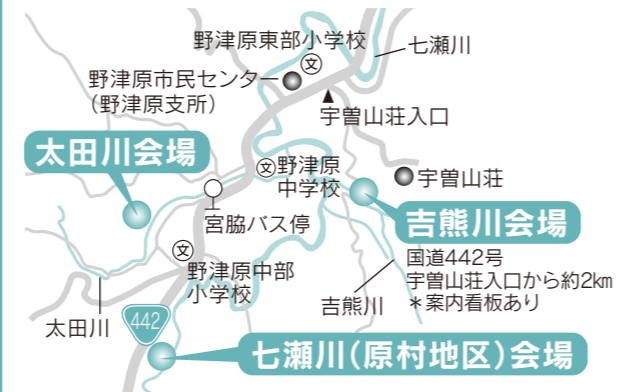 野津原東部小学校
文
七瀬川
野津原市民センター
（野津原支所）
宇曽山荘入口
太田川会場
文
野津原
中学校
宇曽山荘
宮脇バス停
吉熊川会場
文
野津原中部
小学校
国道442号
宇曽山荘入口から約2km
＊案内看板あり
吉熊川
太田川
442
七瀬川（原村地区）会場